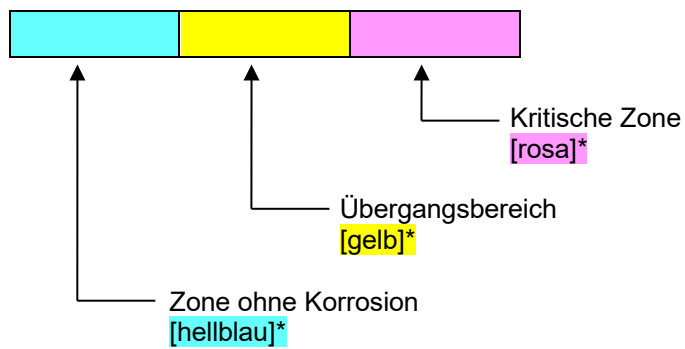 Kritische Zone
[rosa]*
Übergangsbereich
[gelb]*
Zone ohne Korrosion
[hellblau]*